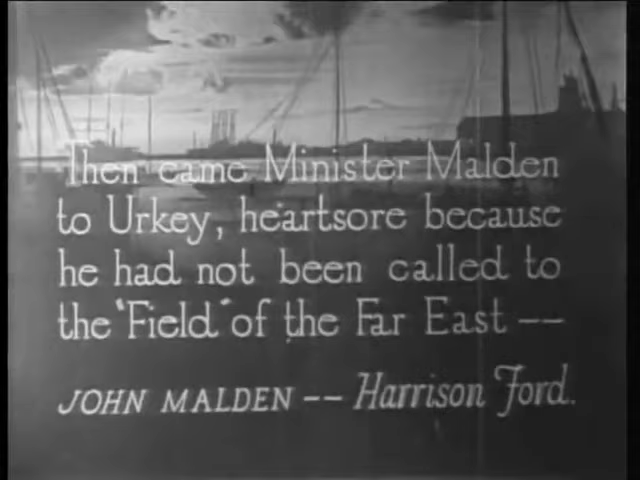 Then came Minister Malden
to Urkey, heartsore because
he had not been called to
the "Field" of the Far East --
JOHN MALDEN -- Harrison Ford.